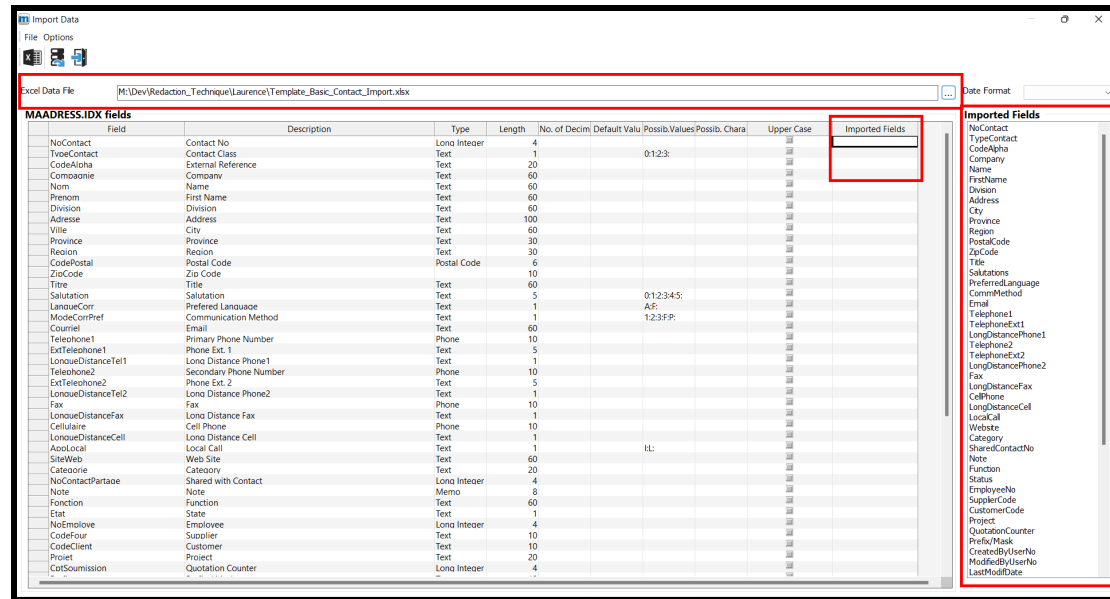 Import Data
File Options
Excel Data File M:\Dev\Redaction_Technique\Laurence\Template_Basic_Contact_Import.xlsx ... Date Format
MAADRESS.IDX fields Imported Fields
Field Description Type Length No. of Decim Default Valu Possib.Values Possib. Chara Upper Case Imported Fields
NoContact Contact No Long Integer 4
TypeContact Contact Class Text 1 0:1:2:3:
CodeAlpha External Reference Text 20
Compagnie Company Text 60
Nom Name Text 60
Prenom First Name Text 60
Division Division Text 60
Adresse Address Text 100
Ville City Text 60
Province Province Text 30
Region Region Text 30
CodePostal Postal Code Postal Code 6
ZipCode Zip Code 10
Titre Title Text 60
Salutation Salutation Text 5 0:1:2:3:4:5:
LangueCorr Prefered Language Text 1 A:F:
ModeCorrPref Communication Method Text 1 1:2:3:F:P:
Courriel Email Text 60
Telephone1 Primary Phone Number Phone 10
ExtTelephone1 Phone Ext. 1 Text 5
LongueDistanceTel1 Long Distance Phone1 Text 1
Telephone2 Secondary Phone Number Phone 10
ExtTelephone2 Phone Ext. 2 Text 5
LongueDistanceTel2 Long Distance Phone2 Text 1
Fax Fax Phone 10
LongueDistanceFax Long Distance Fax Text 1
Cellulaire Cell Phone Phone 10
LongueDistanceCell Long Distance Cell Text 1
AppLocal Local Call Text 1 I:L:
SiteWeb Web Site Text 60
Categorie Category Text 20
NoContactPartage Shared with Contact Long Integer 4
Note Note Memo 8
Fonction Function Text 60
Etat State Text 1
NoEmploye Employee Long Integer 4
CodeFour Supplier Text 10
CodeClient Customer Text 10
Projet Project Text 20
CptSoumission Quotation Counter Long Integer 4
NoContact
TypeContact
CodeAlpha
Company
Name
FirstName
Division
Address
City
Province
Region
PostalCode
ZipCode
Title
Salutations
PreferredLanguage
CommMethod
Email
Telephone1
TelephoneExt1
LongDistancePhone1
Telephone2
TelephoneExt2
LongDistancePhone2
Fax
LongDistanceFax
CellPhone
LongDistanceCell
LocalCall
Website
Category
SharedContactNo
Note
Function
Status
EmployeeNo
SupplierCode
CustomerCode
Project
QuotationCounter
Prefix/Mask
CreatedByUserNo
ModifiedByUserNo
LastModifDate